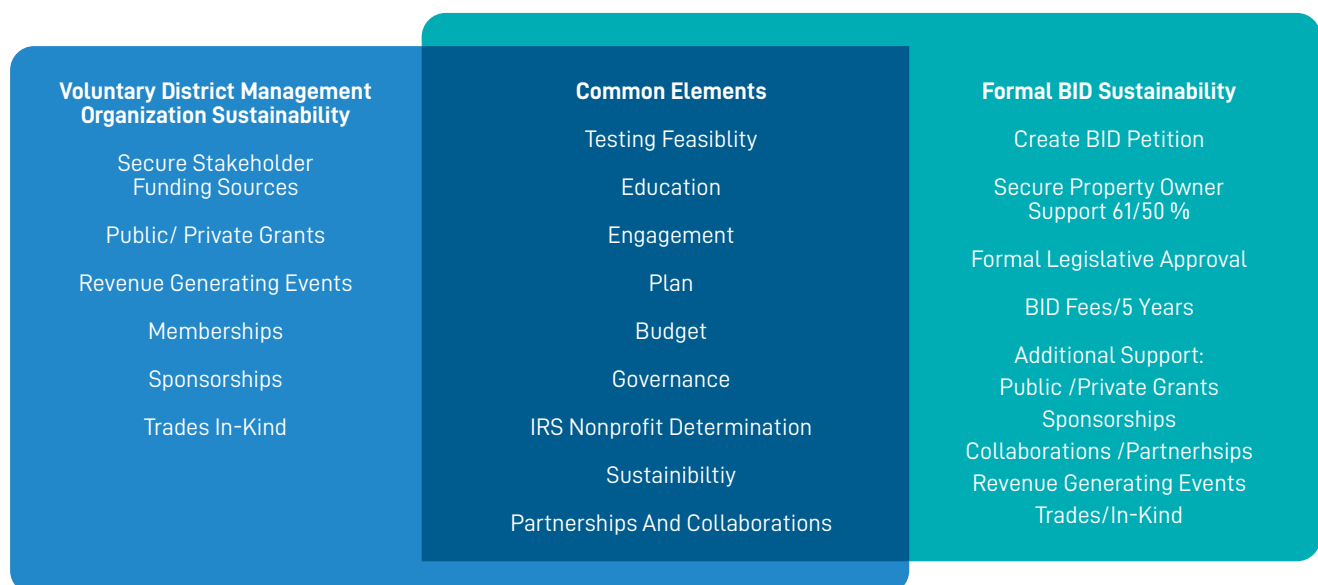 Voluntary District Management
Organization Sustainability
Secure Stakeholder
Funding Sources
Public/ Private Grants
Revenue Generating Events
Memberships
Sponsorships
Trades In-Kind
Common Elements
Testing Feasiblity
Education
Engagement
Plan
Budget
Governance
IRS Nonprofit Determination
Sustainibiltiy
Partnerships And Collaborations
Formal BID Sustainability
Create BID Petition
Secure Property Owner
Support 61/50 %
Formal Legislative Approval
BID Fees/5 Years
Additional Support:
Public /Private Grants
Sponsorships
Collaborations /Partnerhsips
Revenue Generating Events
Trades/In-Kind